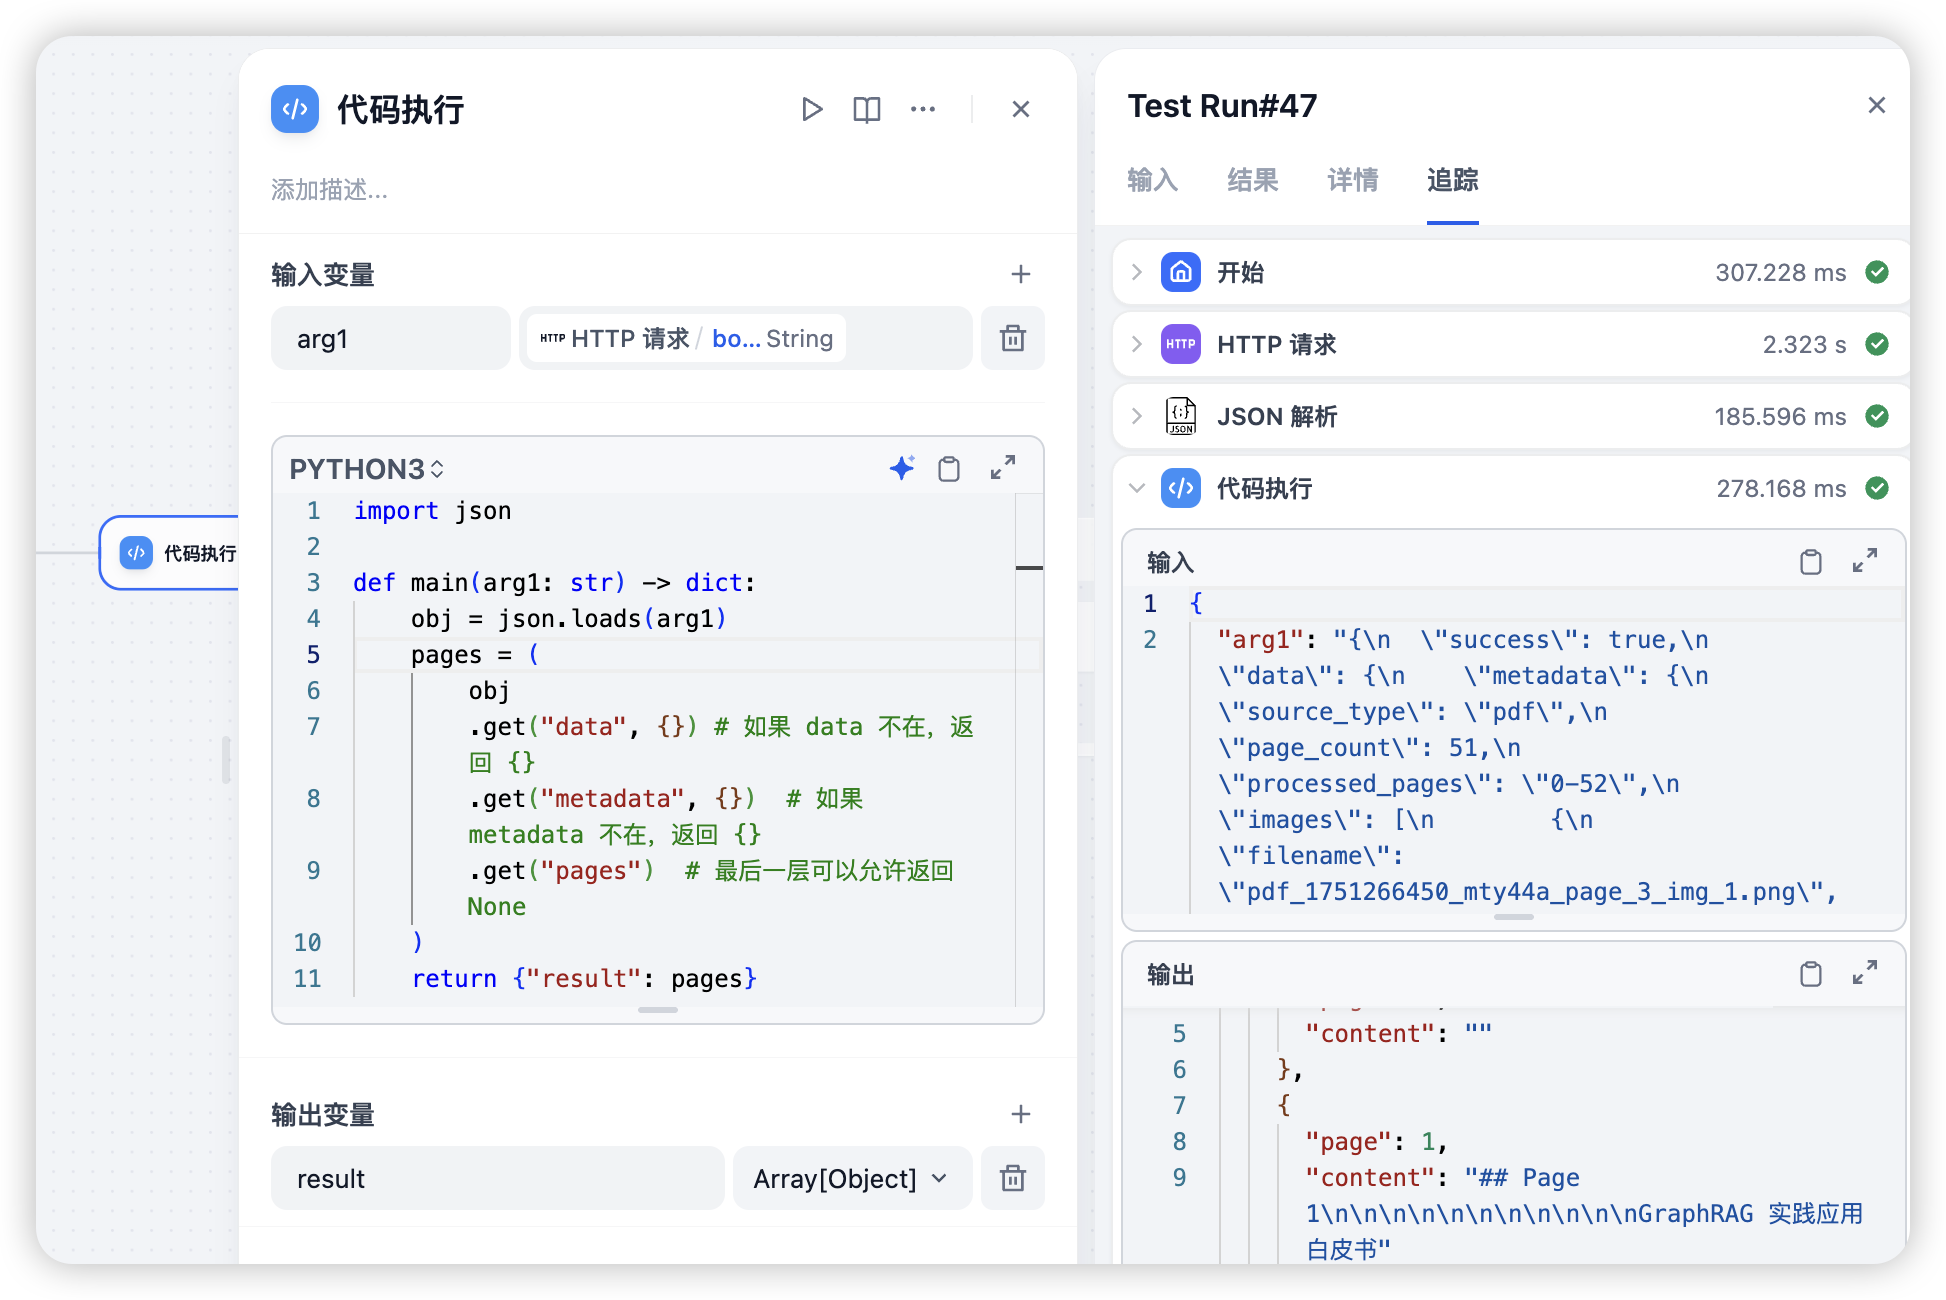 代码执行
代码执行
添加描述...
输入变量
arg1
HTTP HTTP 请求 / bo... String
PYTHON3
1 import json
2
3 def main(arg1: str) -> dict:
4 obj = json.loads(arg1)
5 pages = (
6 obj
7 .get("data", {}) # 如果 data 不在，返
回 {}
8 .get("metadata", {})  # 如果
metadata 不在，返回 {}
9 .get("pages")  # 最后一层可以允许返回
None
10 )
11 return {"result": pages}
输出变量
result
Array[Object]
Test Run#47
输入 结果 详情 追踪
开始 307.228 ms
HTTP HTTP 请求 2.323 s
{;} JSON JSON 解析 185.596 ms
代码执行 278.168 ms
输入
1 {
2 "arg1": "{\n  \"success\": true,\n
\"data\": {\n    \"metadata\": {\n
\"source_type\": \"pdf\",\n
\"page_count\": 51,\n
\"processed_pages\": \"0-52\",\n
\"images\": [\n        {\n
\"filename\":
\"pdf_1751266450_mty44a_page_3_img_1.png\",
输出
5 "content": ""
6 },
7 {
8 "page": 1,
9 "content": "## Page
1\n\n\n\n\n\n\n\n\n\n\nGraphRAG 实践应用
白皮书"